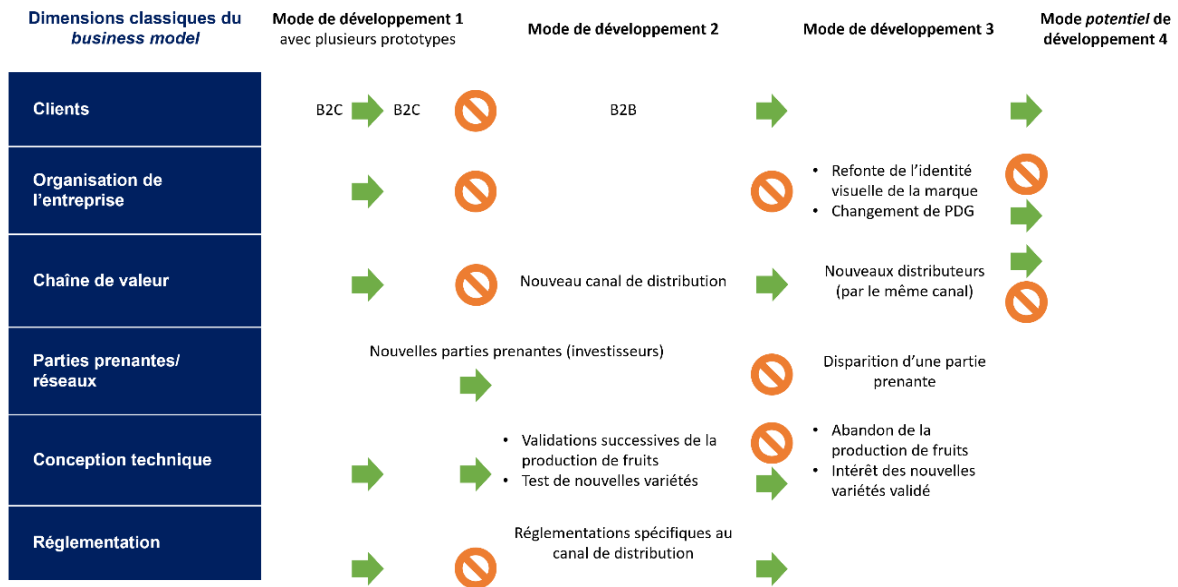 Dimensions classiques du
business model
Mode de développement 1
avec plusieurs prototypes
Mode de développement 2
Mode de développement 3
Mode potentiel de
développement 4
Clients
B2C
B2C
B2B
Organisation de
l'entreprise
• Refonte de l'identité
visuelle de la marque
• Changement de PDG
Chaîne de valeur
Nouveau canal de distribution
Nouveaux distributeurs
(par le même canal)
Parties prenantes/
réseaux
Nouvelles parties prenantes (investisseurs)
Disparition d'une partie
prenante
Conception technique
• Validations successives de la
production de fruits
• Test de nouvelles variétés
• Abandon de la
production de fruits
• Intérêt des nouvelles
variétés validé
Réglementation
Réglementations spécifiques au
canal de distribution